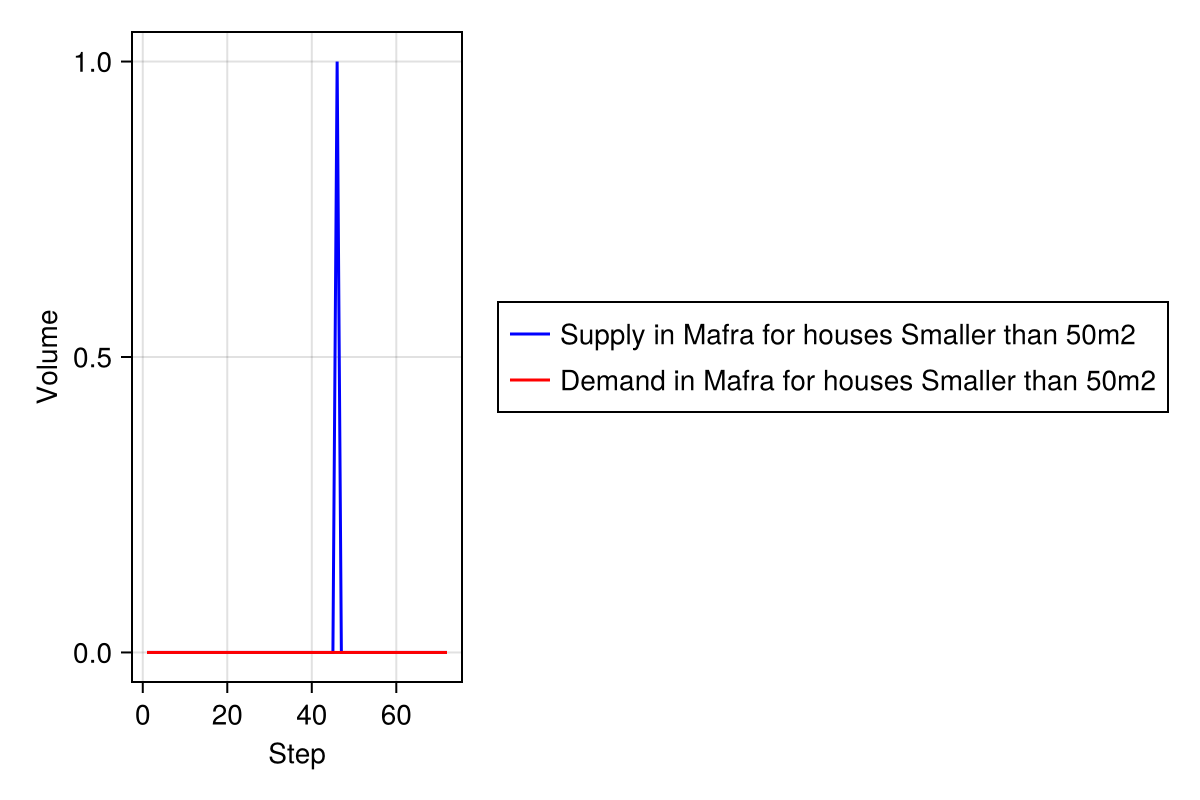 1.0
0.5
0.0
Volume
0 20 40 60
Step
Supply in Mafra for houses Smaller than 50m2
Demand in Mafra for houses Smaller than 50m2